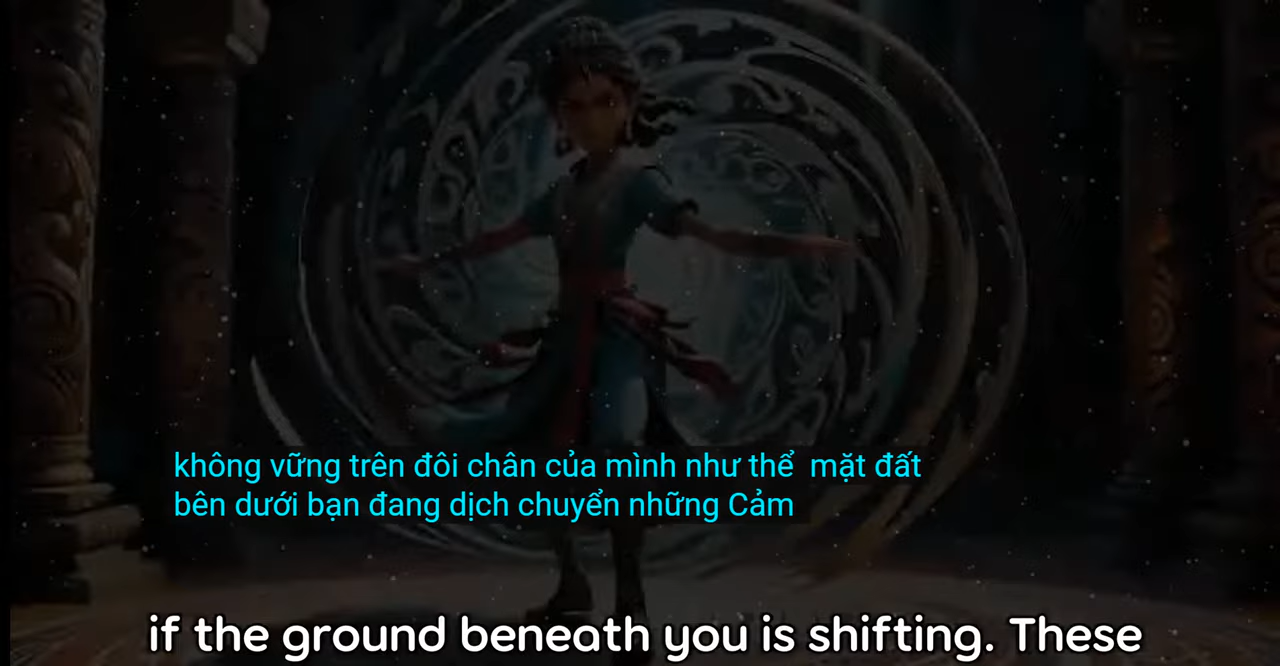 không vững trên đôi chân của mình như thể mặt đất
bên dưới bạn đang dịch chuyển những Cảm
if the ground beneath you is shifting. These